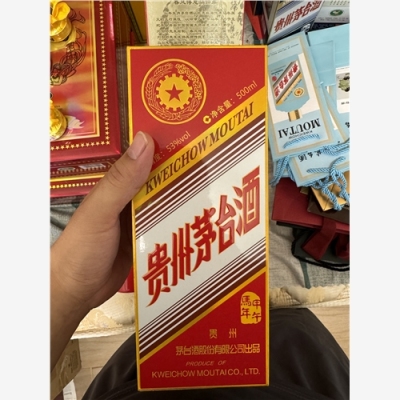 净含量:500ml
53%vol
KWEICHOW MOUTAI
贵州茅台酒
甲午
馬年
贵州
茅台酒股份有限公司出品
PRODUCE OF
KWEICHOW MOUTAI CO., LTD.
MOUTAI